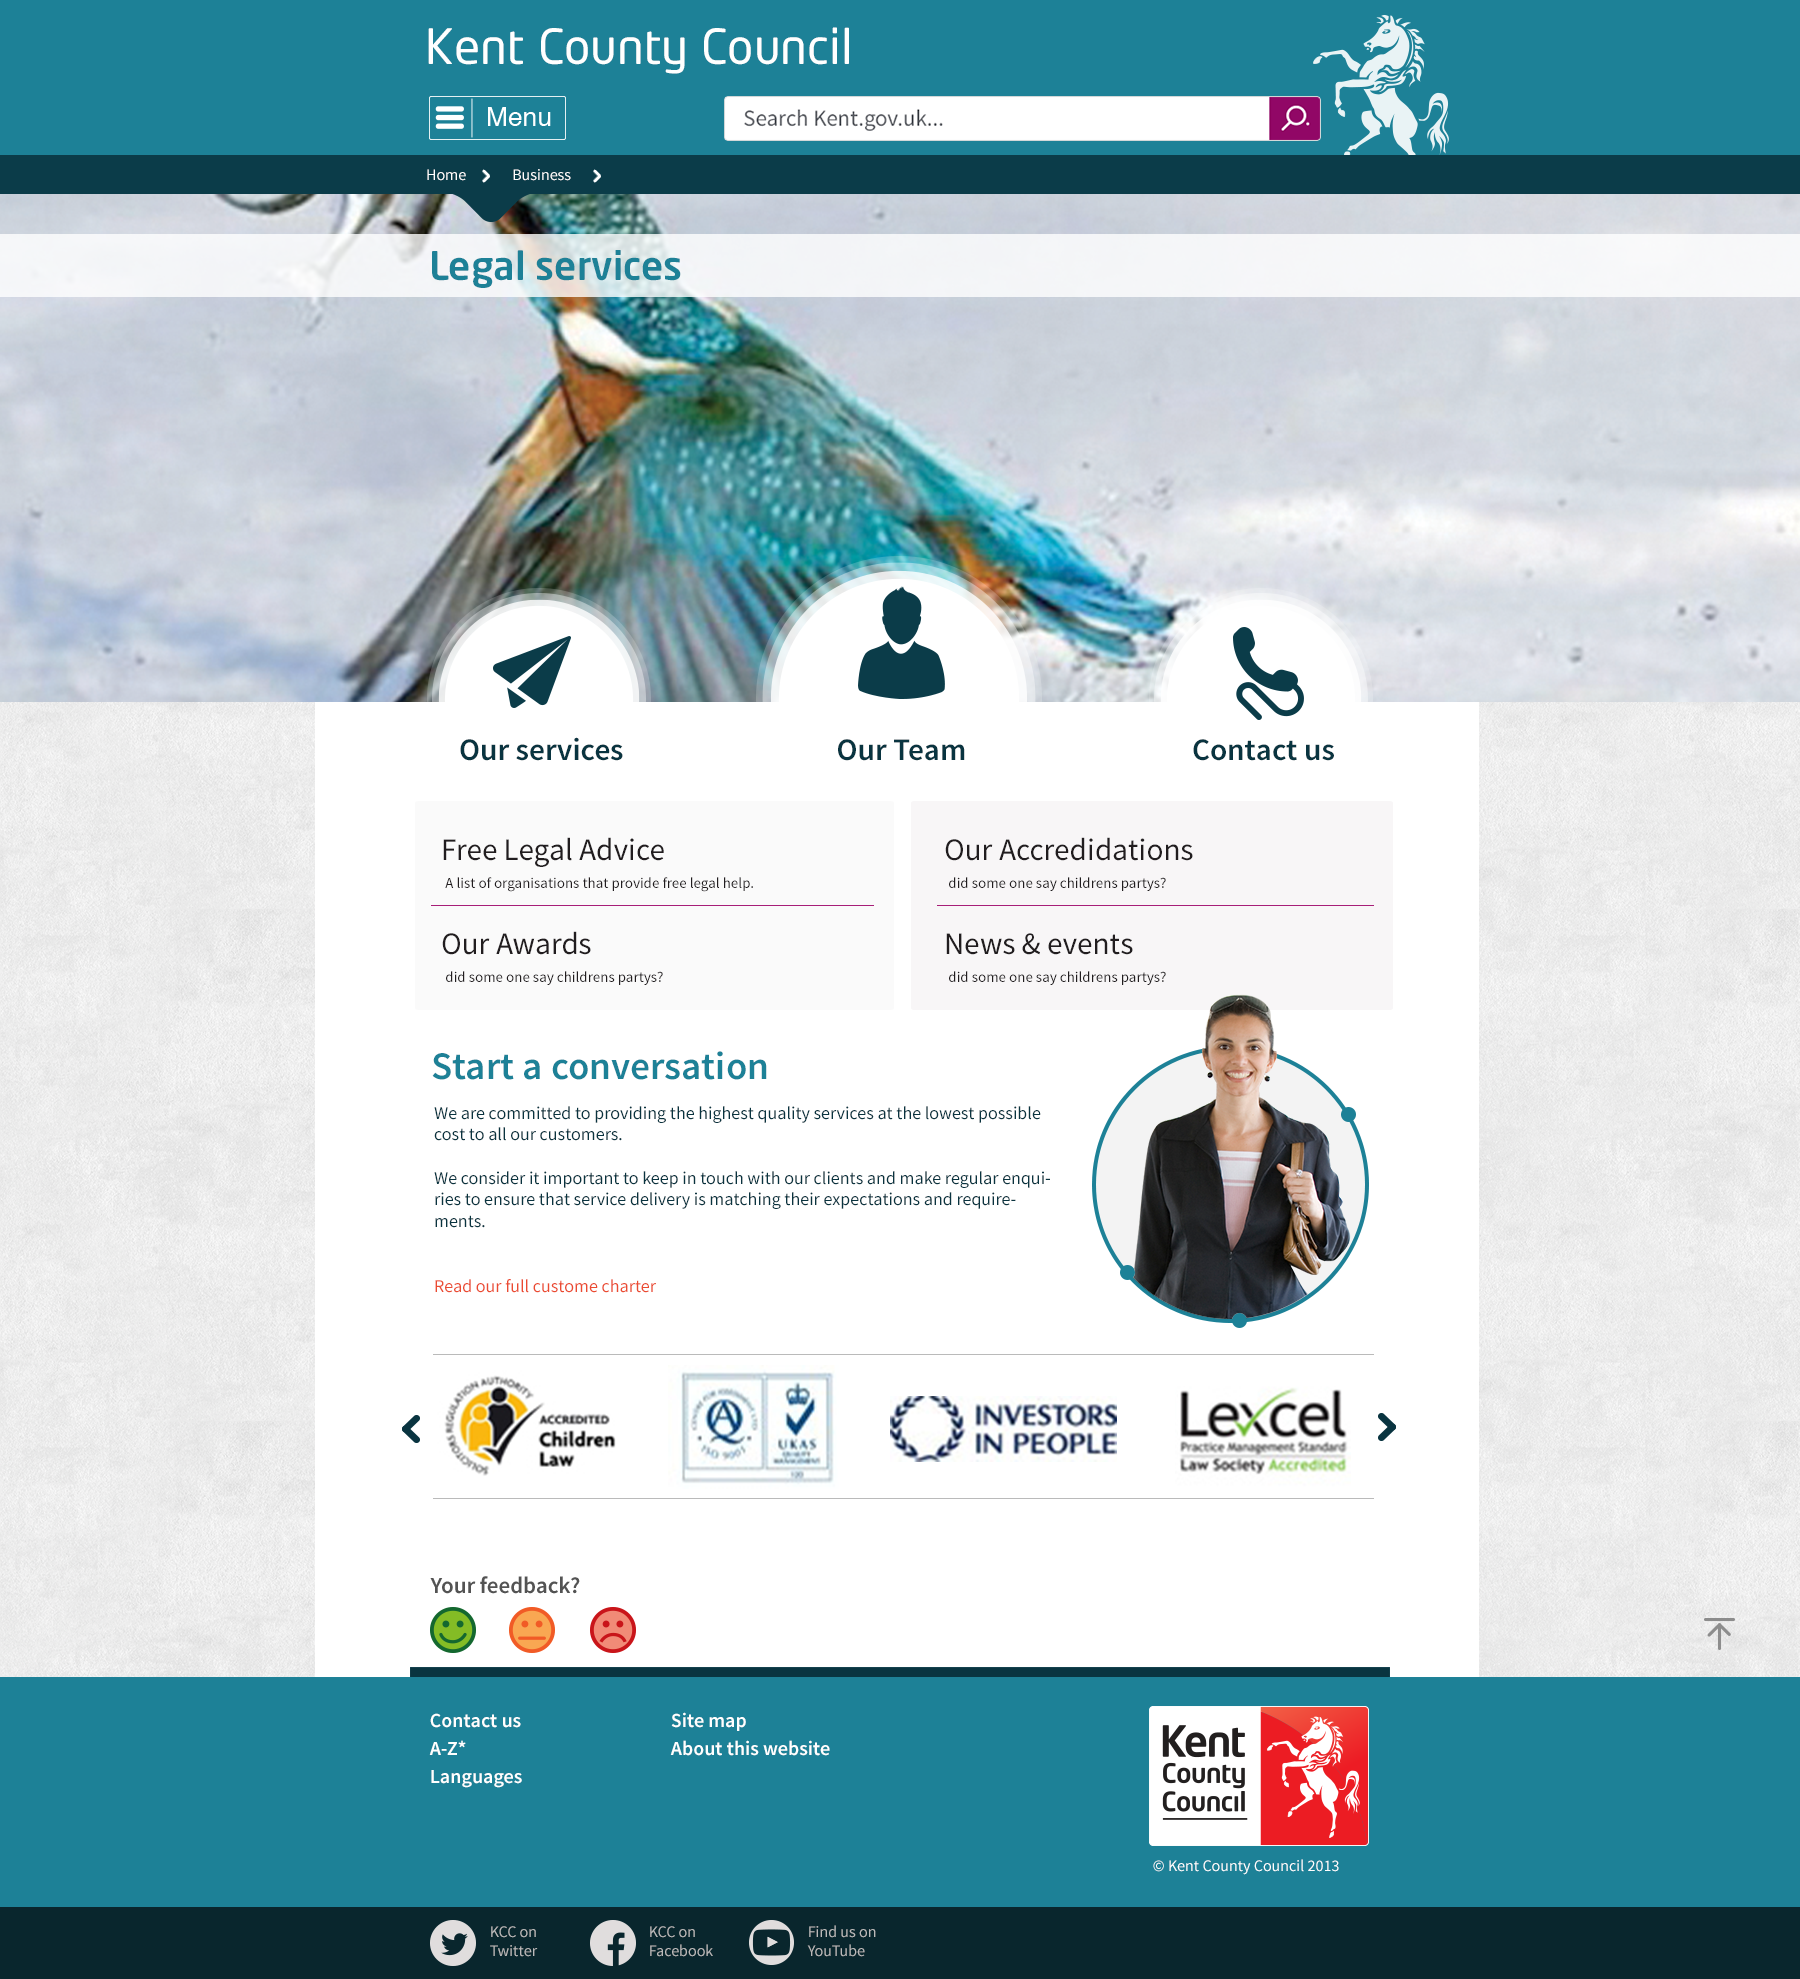 Kent County Council
Menu
Search Kent.gov.uk...
Home
Business
Legal services
Our services
Our Team
Contact us
Free Legal Advice
A list of organisations that provide free legal help.
Our Awards
did some one say childrens partys?
Our Accredidations
did some one say childrens partys?
News & events
did some one say childrens partys?
Start a conversation
We are committed to providing the highest quality services at the lowest possible
cost to all our customers.
We consider it important to keep in touch with our clients and make regular enqui-
ries to ensure that service delivery is matching their expectations and require-
ments.
Read our full custome charter
SOLICITORS REGULATION AUTHORITY
ACCREDITED
Children
Law
ISO 9001
UKAS
QUALITY
MANAGEMENT
INVESTORS
IN PEOPLE
Lexcel
Practice Management Standard
Law Society Accredited
Your feedback?
Contact us
A-Z*
Languages
Site map
About this website
Kent
County
Council
© Kent County Council 2013
KCC on
Twitter
KCC on
Facebook
Find us on
YouTube